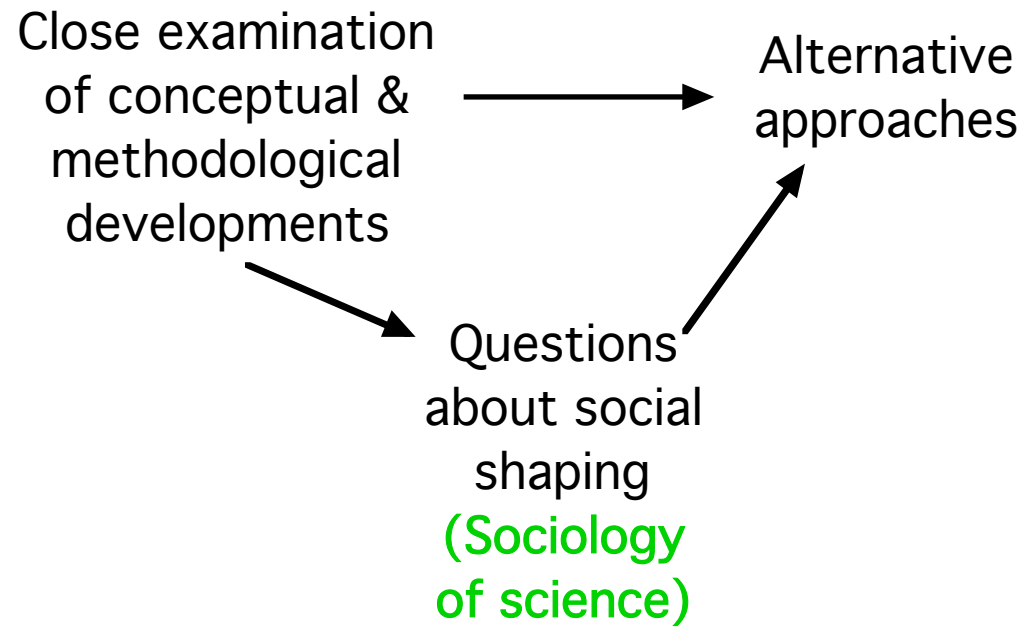 Close examination
of conceptual &
methodological
developments
Alternative
approaches
Questions
about social
shaping
(Sociology
of science)